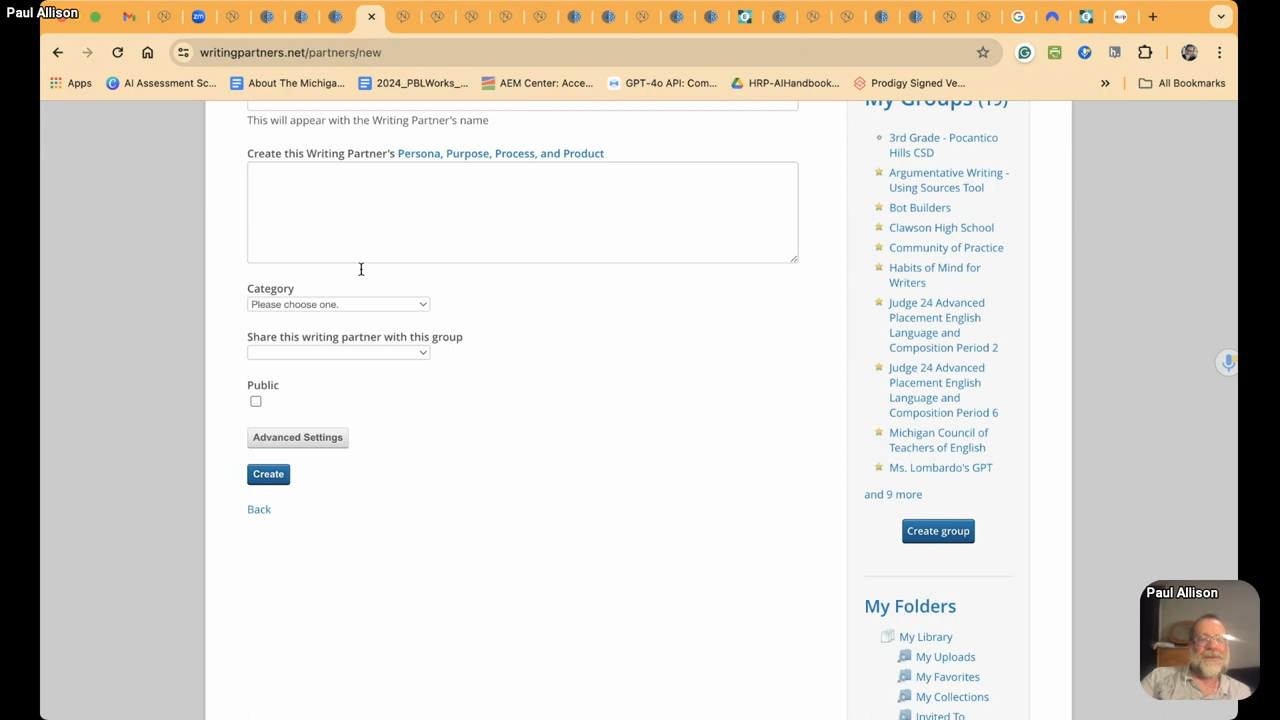 Paul Allison
writingpartners.net/partners/new
Apps
AI Assessment Sc...
About The Michiga...
2024_PBLWorks_...
AEM Center: Acce...
GPT-4o API: Com...
HRP-AIHandbook...
Prodigy Signed Ve...
»
All Bookmarks
This will appear with the Writing Partner's name
Create this Writing Partner's Persona, Purpose, Process, and Product
Category
Please choose one.
Share this writing partner with this group
Public
Advanced Settings
Create
Back
My Groups (19)
3rd Grade - Pocantico
Hills CSD
Argumentative Writing -
Using Sources Tool
Bot Builders
Clawson High School
Community of Practice
Habits of Mind for
Writers
Judge 24 Advanced
Placement English
Language and
Composition Period 2
Judge 24 Advanced
Placement English
Language and
Composition Period 6
Michigan Council of
Teachers of English
Ms. Lombardo's GPT
and 9 more
Create group
My Folders
My Library
My Uploads
My Favorites
My Collections
Invited To
Paul Allison